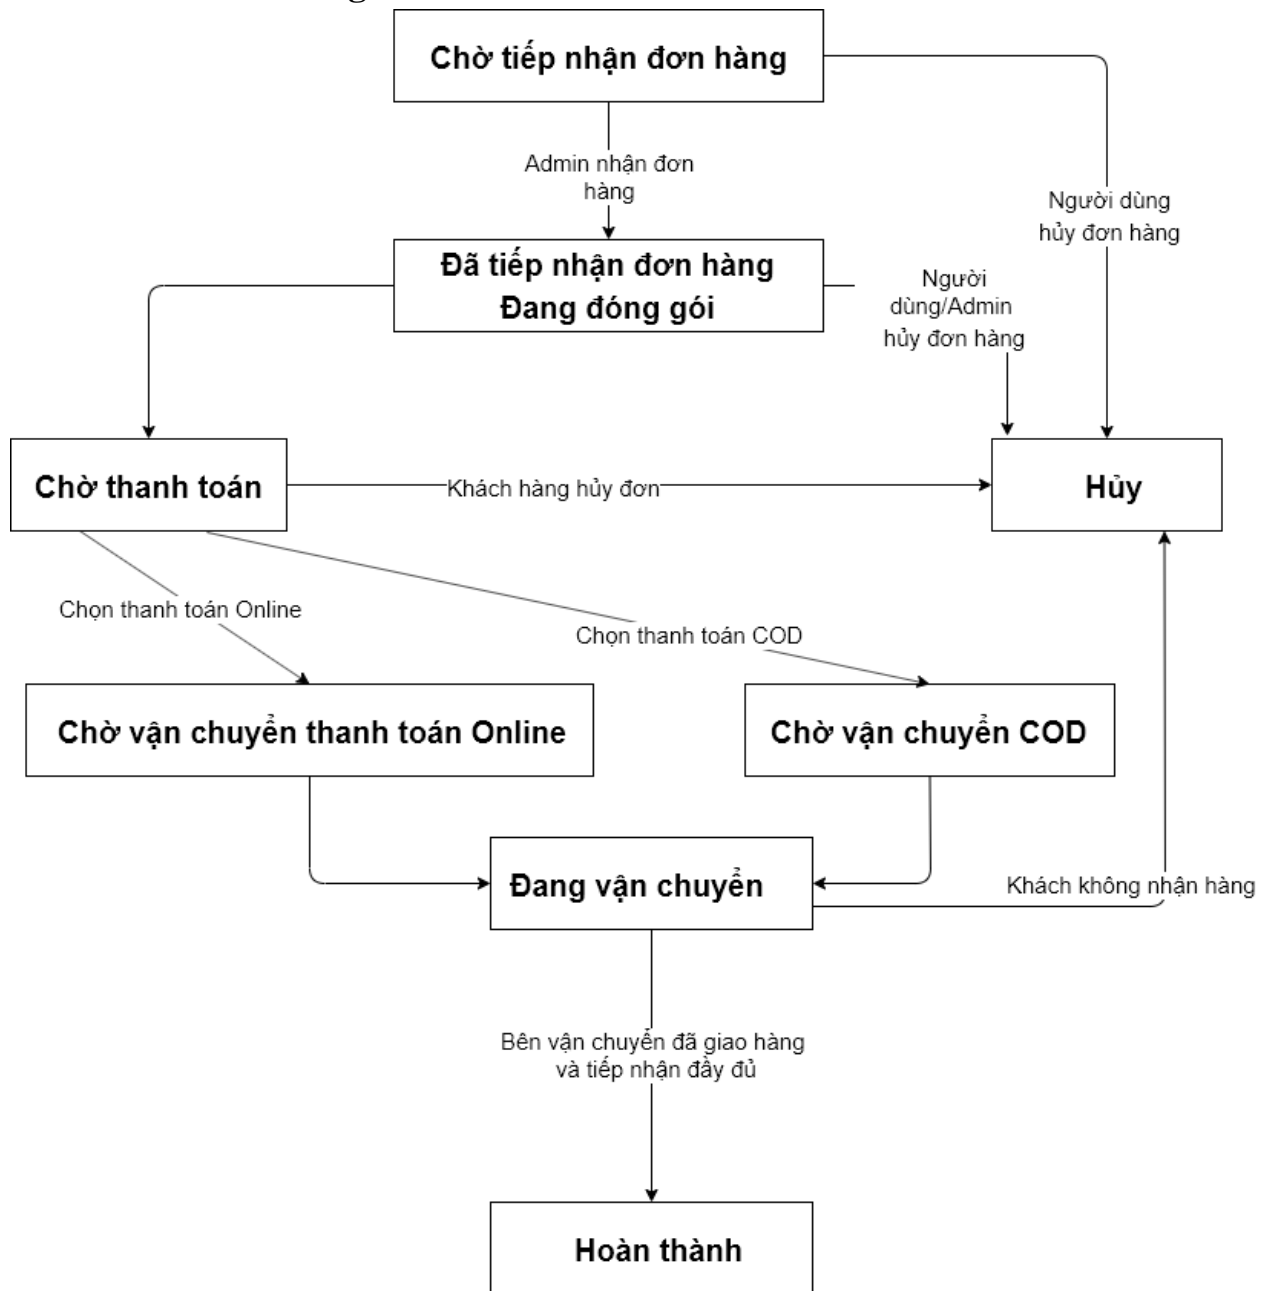 g
Chờ tiếp nhận đơn hàng
Admin nhận đơn
hàng
Người dùng
hủy đơn hàng
Đã tiếp nhận đơn hàng
Đang đóng gói
Người
dùng/Admin
hủy đơn hàng
Chờ thanh toán
Khách hàng hủy đơn
Hủy
Chọn thanh toán Online
Chọn thanh toán COD
Chờ vận chuyển thanh toán Online
Chờ vận chuyển COD
Đang vận chuyển
Khách không nhận hàng
Bên vận chuyển đã giao hàng
và tiếp nhận đầy đủ
Hoàn thành